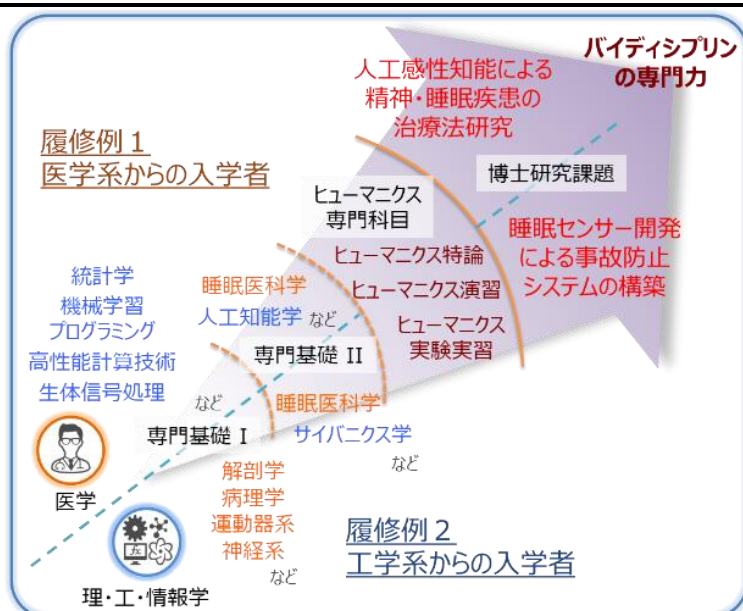 バイディシプリン
の専門力
人工感性知能による
精神・睡眠疾患の
治療法研究
履修例１
医学系からの入学者
博士研究課題
ヒューマニクス
専門科目
睡眠センサー開発
による事故防止
システムの構築
ヒューマニクス特論
ヒューマニクス演習
ヒューマニクス
実験実習
統計学
機械学習
プログラミング
高性能計算技術
生体信号処理
など
睡眠医科学
人工知能学 など
専門基礎 II
睡眠医科学
サイバニクス学
など
専門基礎 I
医学
解剖学
病理学
運動器系
神経系
など
fx
理・工・情報学
履修例２
工学系からの入学者